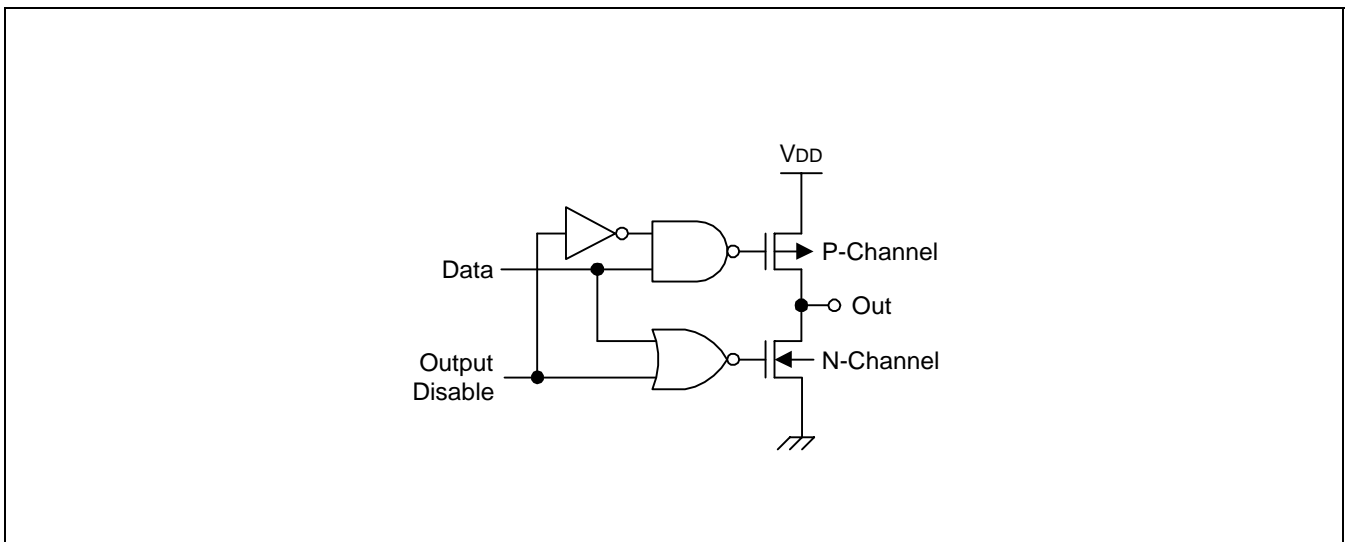 VDD
P-Channel
Data
Out
Output
Disable
N-Channel